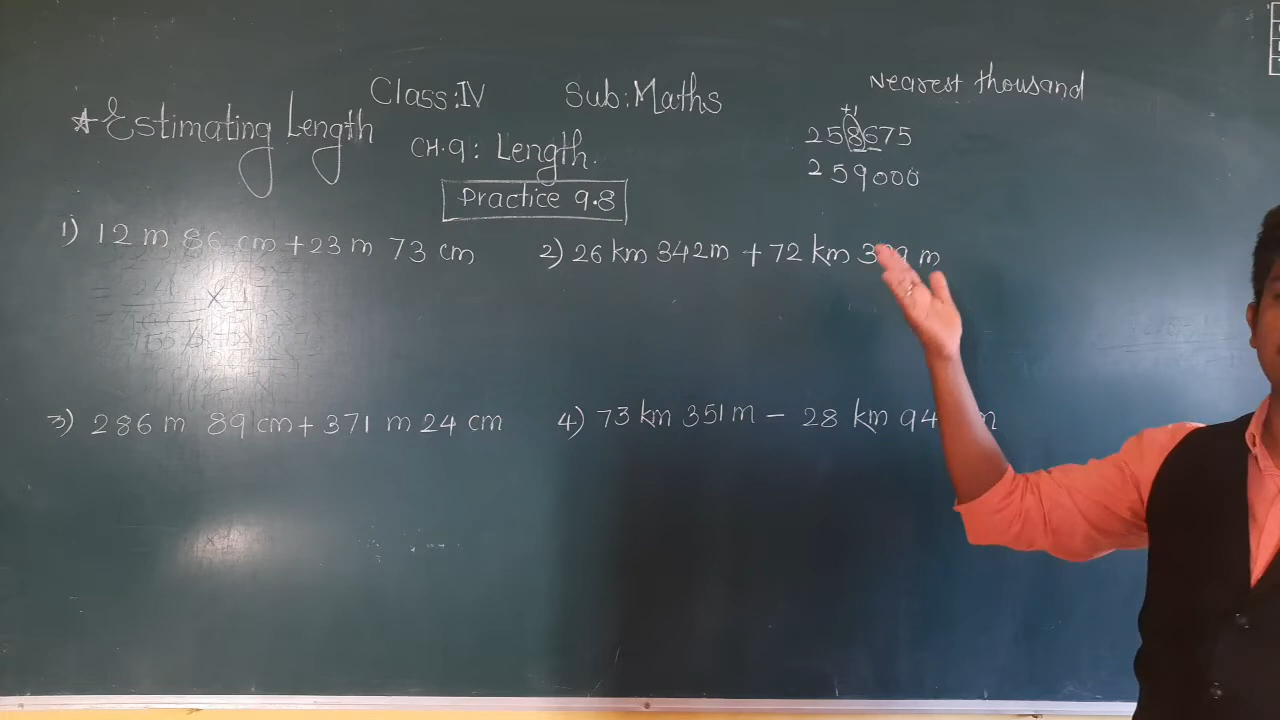 Class:IV Sub:Maths
Nearest thousand
☆ Estimating Length
CH.9: Length.
+1
258675
259000
Practice 9.8
1) 12 m 86 cm + 23 m 73 cm
2) 26 km 342m + 72 km m
3) 286 m 89 cm + 371 m 24 cm
4) 73 km 351 m - 28 km